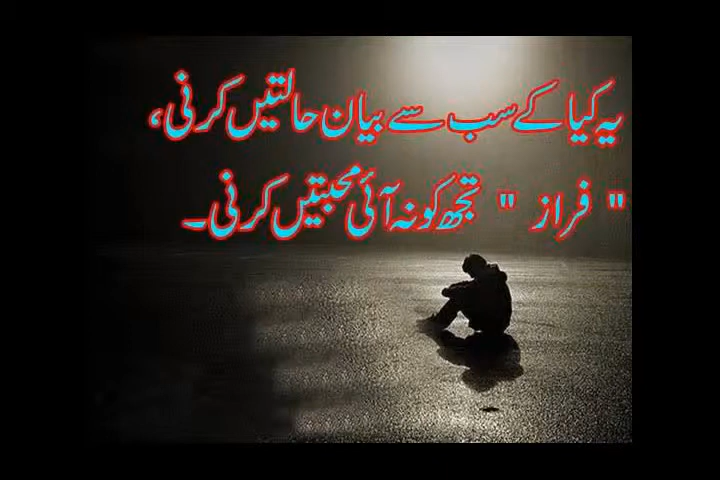 یہ کیا کے سب سے بیان حالتیں کرنی،
" فراز " تجھ کو نہ آئی محبتیں کرنی۔